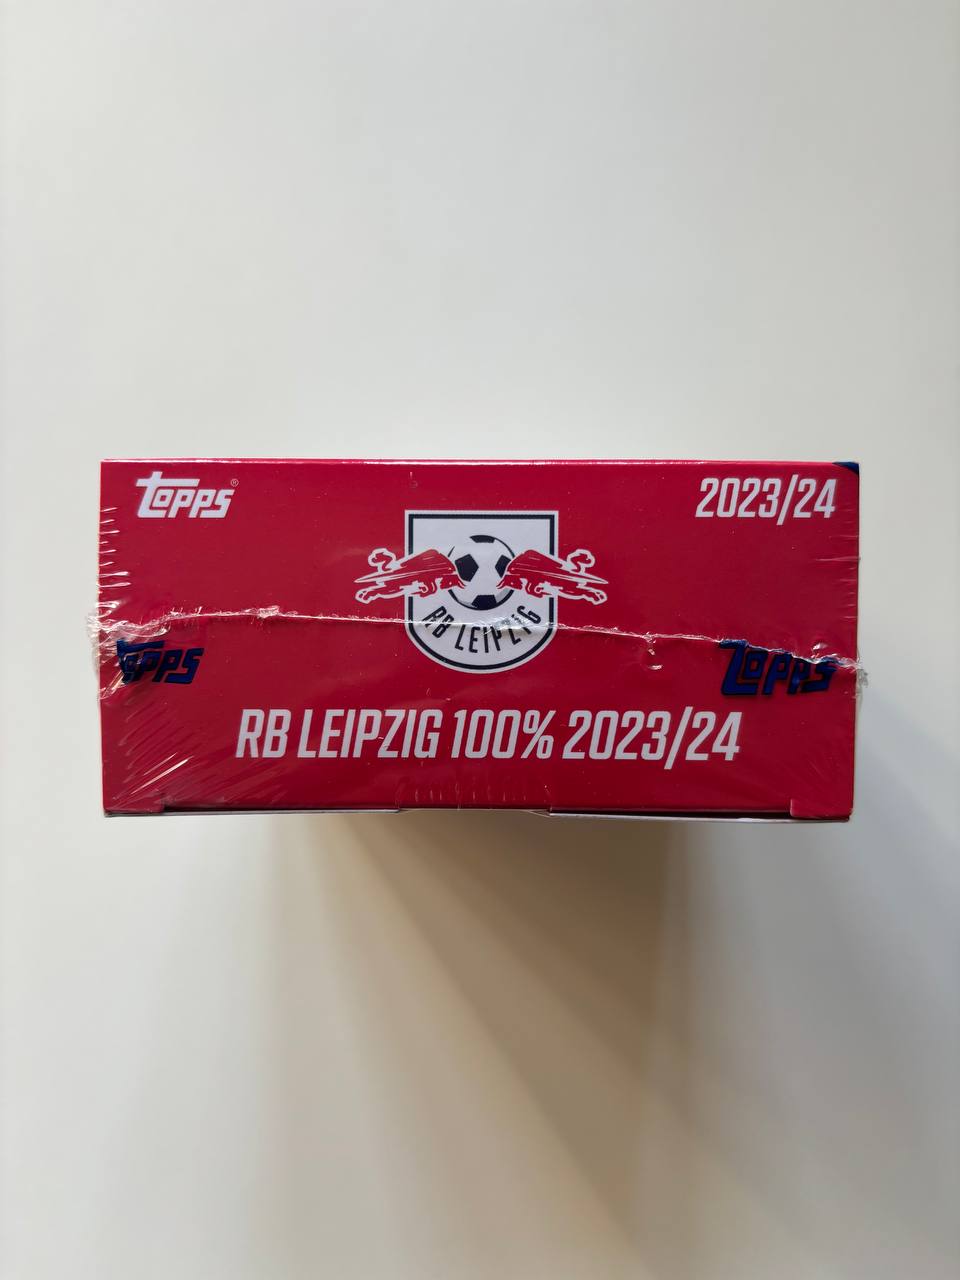 topps®
2023/24
RB LEIPZIG
topps
topps
RB LEIPZIG 100% 2023/24